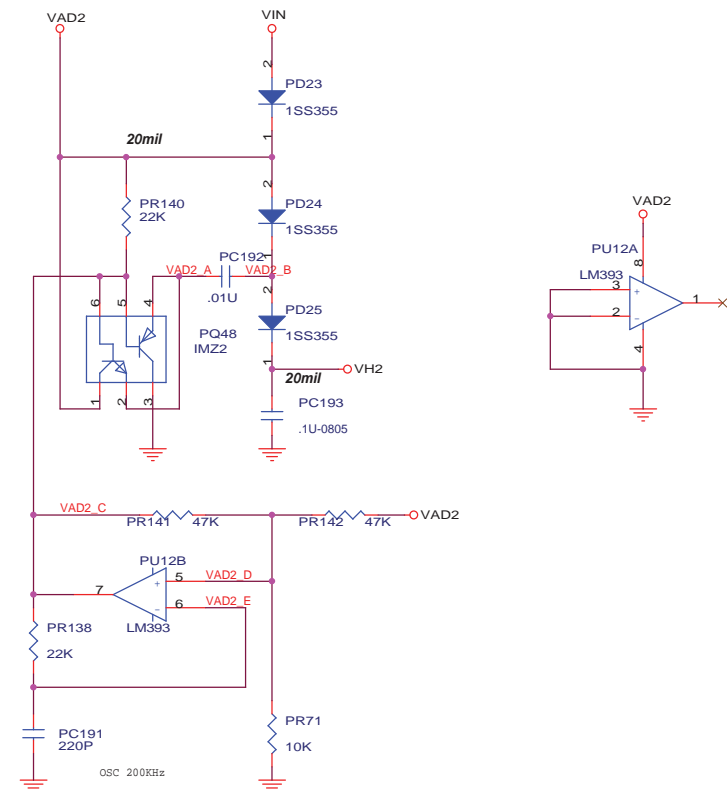 VAD2
VIN
2
PD23
1SS355
1
20mil
PR140
22K
2
PD24
1SS355
1
VAD2_A
PC192
VAD2_B
.01U
2
PD25
1SS355
1
6
5
4
PQ48
IMZ2
1
2
3
20mil
VH2
PC193
.1U-0805
VAD2
PU12A
LM393
8
3
+
1
2
-
4
VAD2_C
PR141
47K
PR142
47K
VAD2
PU12B
7
5
VAD2_D
+
6
VAD2_E
-
LM393
PR138
22K
PC191
220P
PR71
10K
OSC 200KHz